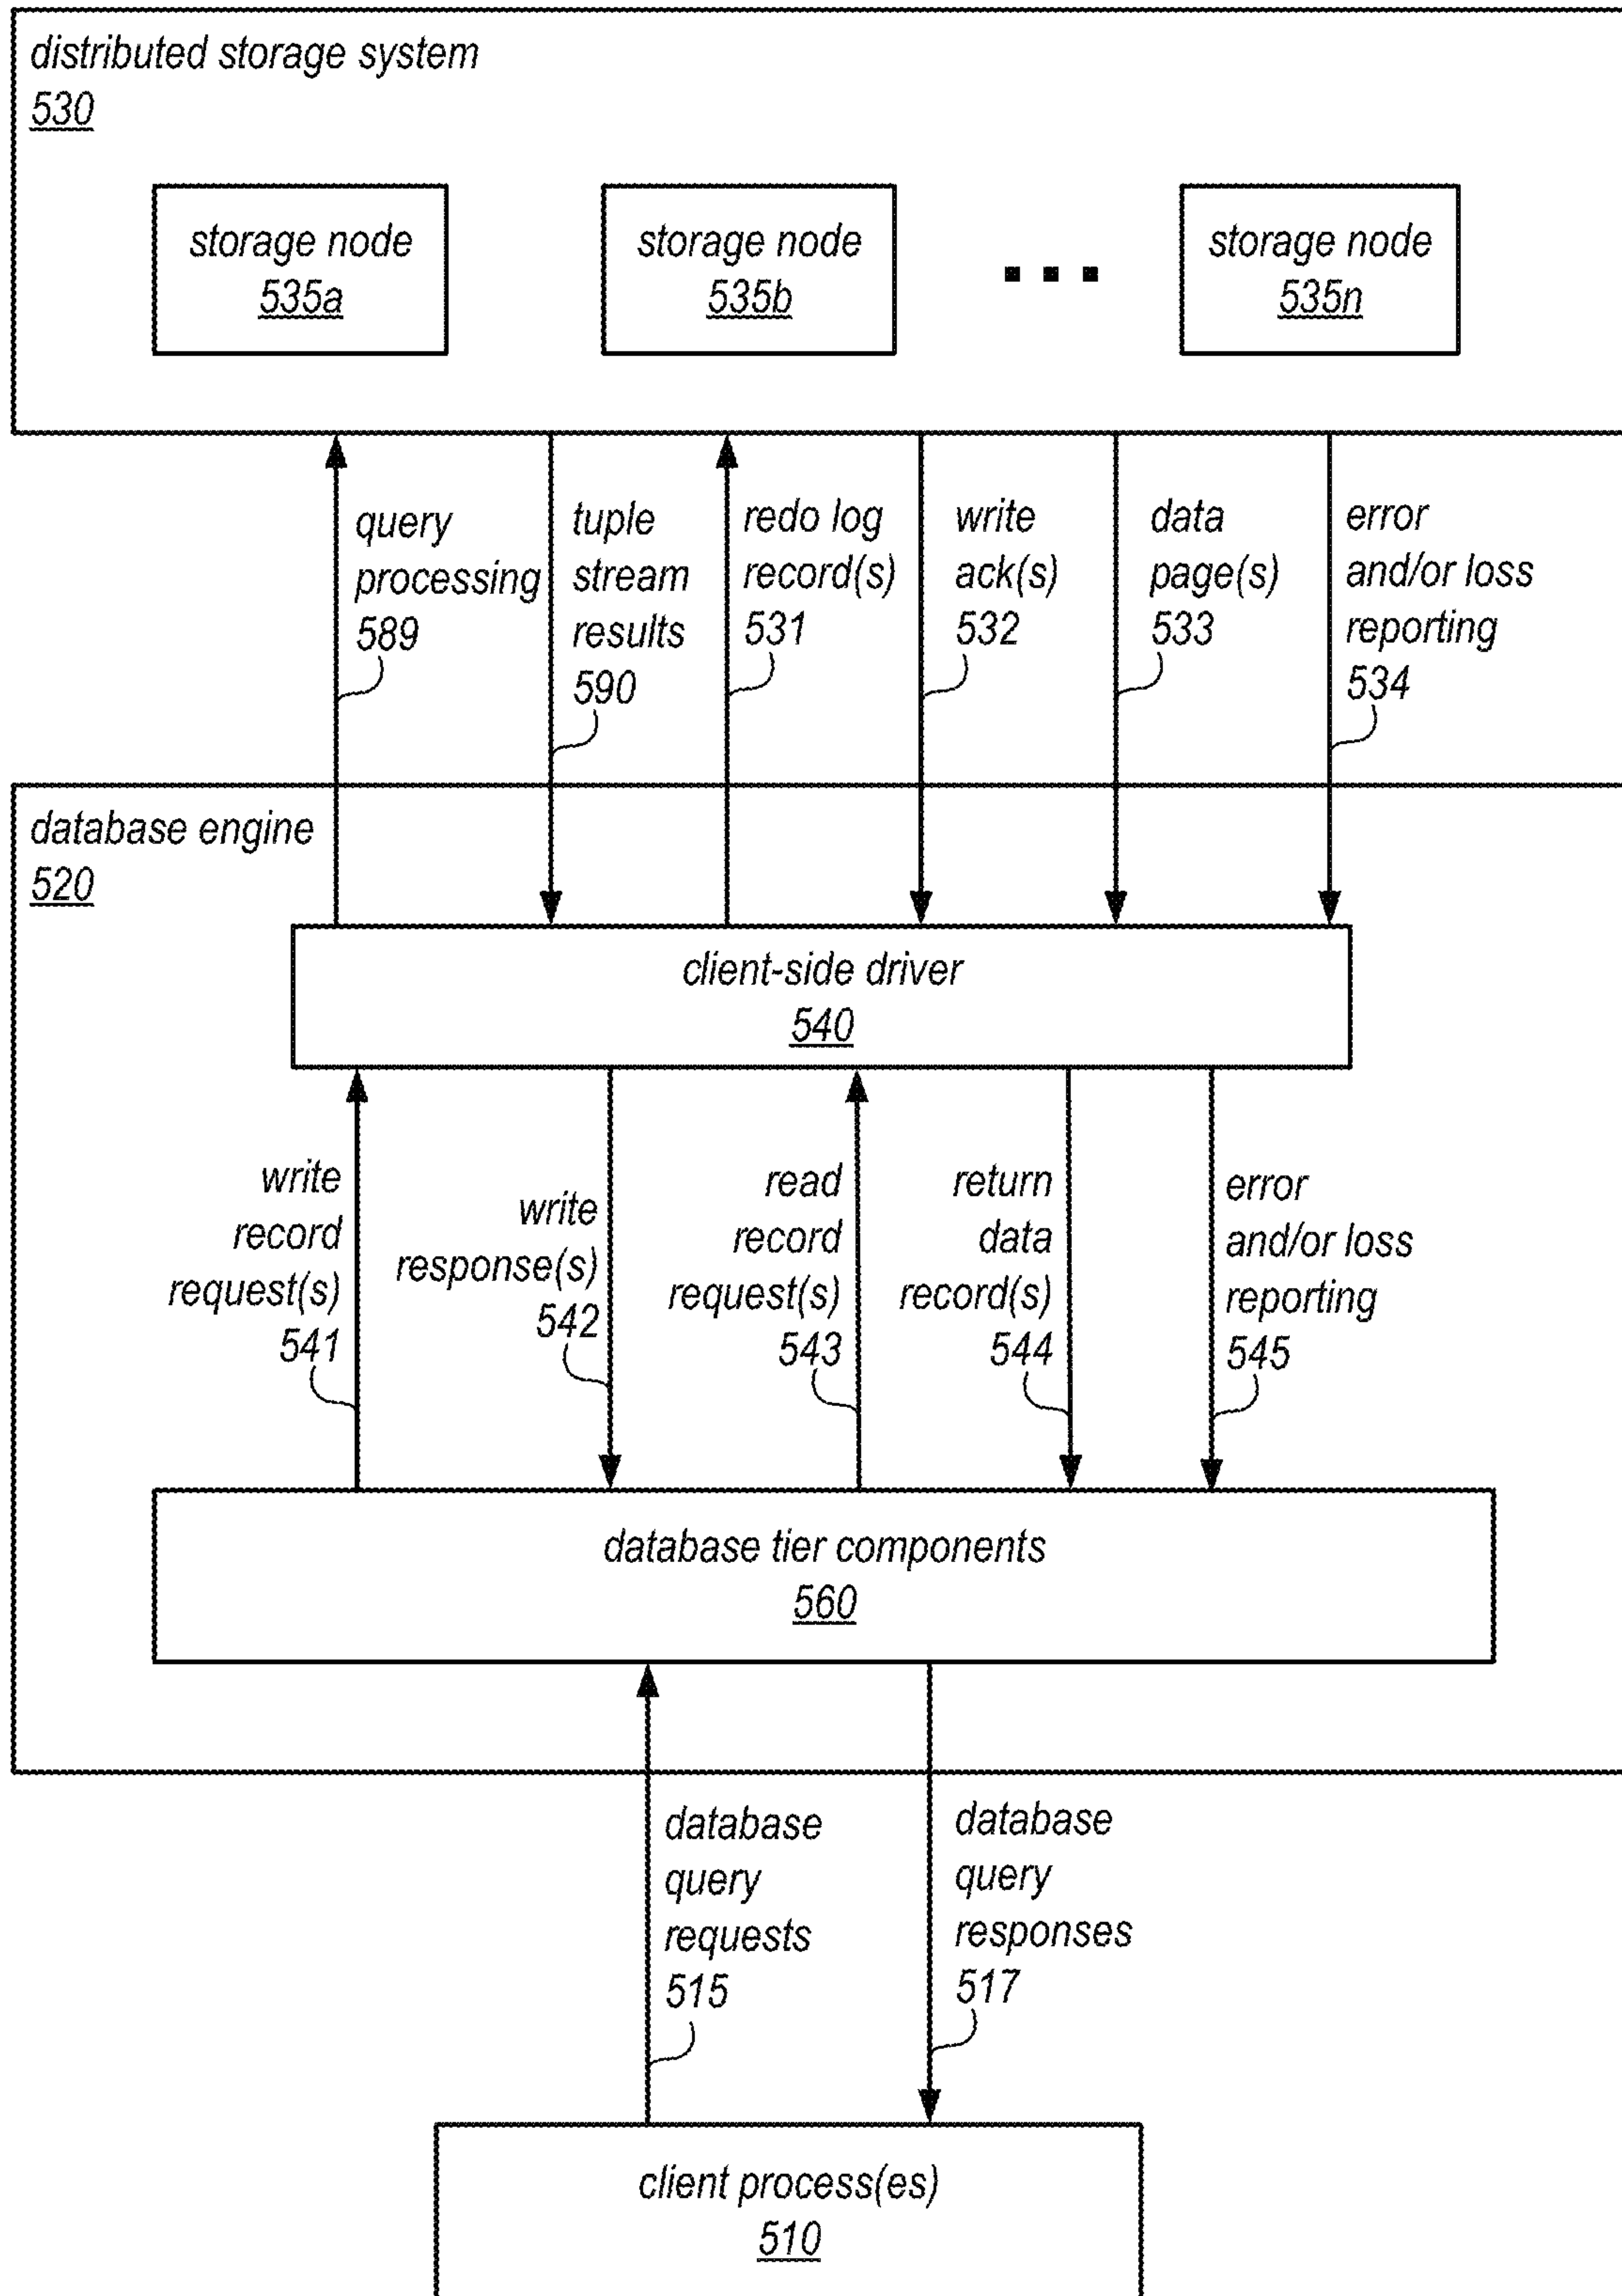 distributed storage system
530
storage node
535a
storage node
535b
storage node
535n
query
processing
589
tuple
stream
results
590
redo log
record(s)
531
write
ack(s)
532
data
page(s)
533
error
and/or loss
reporting
534
database engine
520
client-side driver
540
write
record
request(s)
541
write
response(s)
542
read
record
request(s)
543
return
data
record(s)
544
error
and/or loss
reporting
545
database tier components
560
database
query
requests
515
database
query
responses
517
client process(es)
510